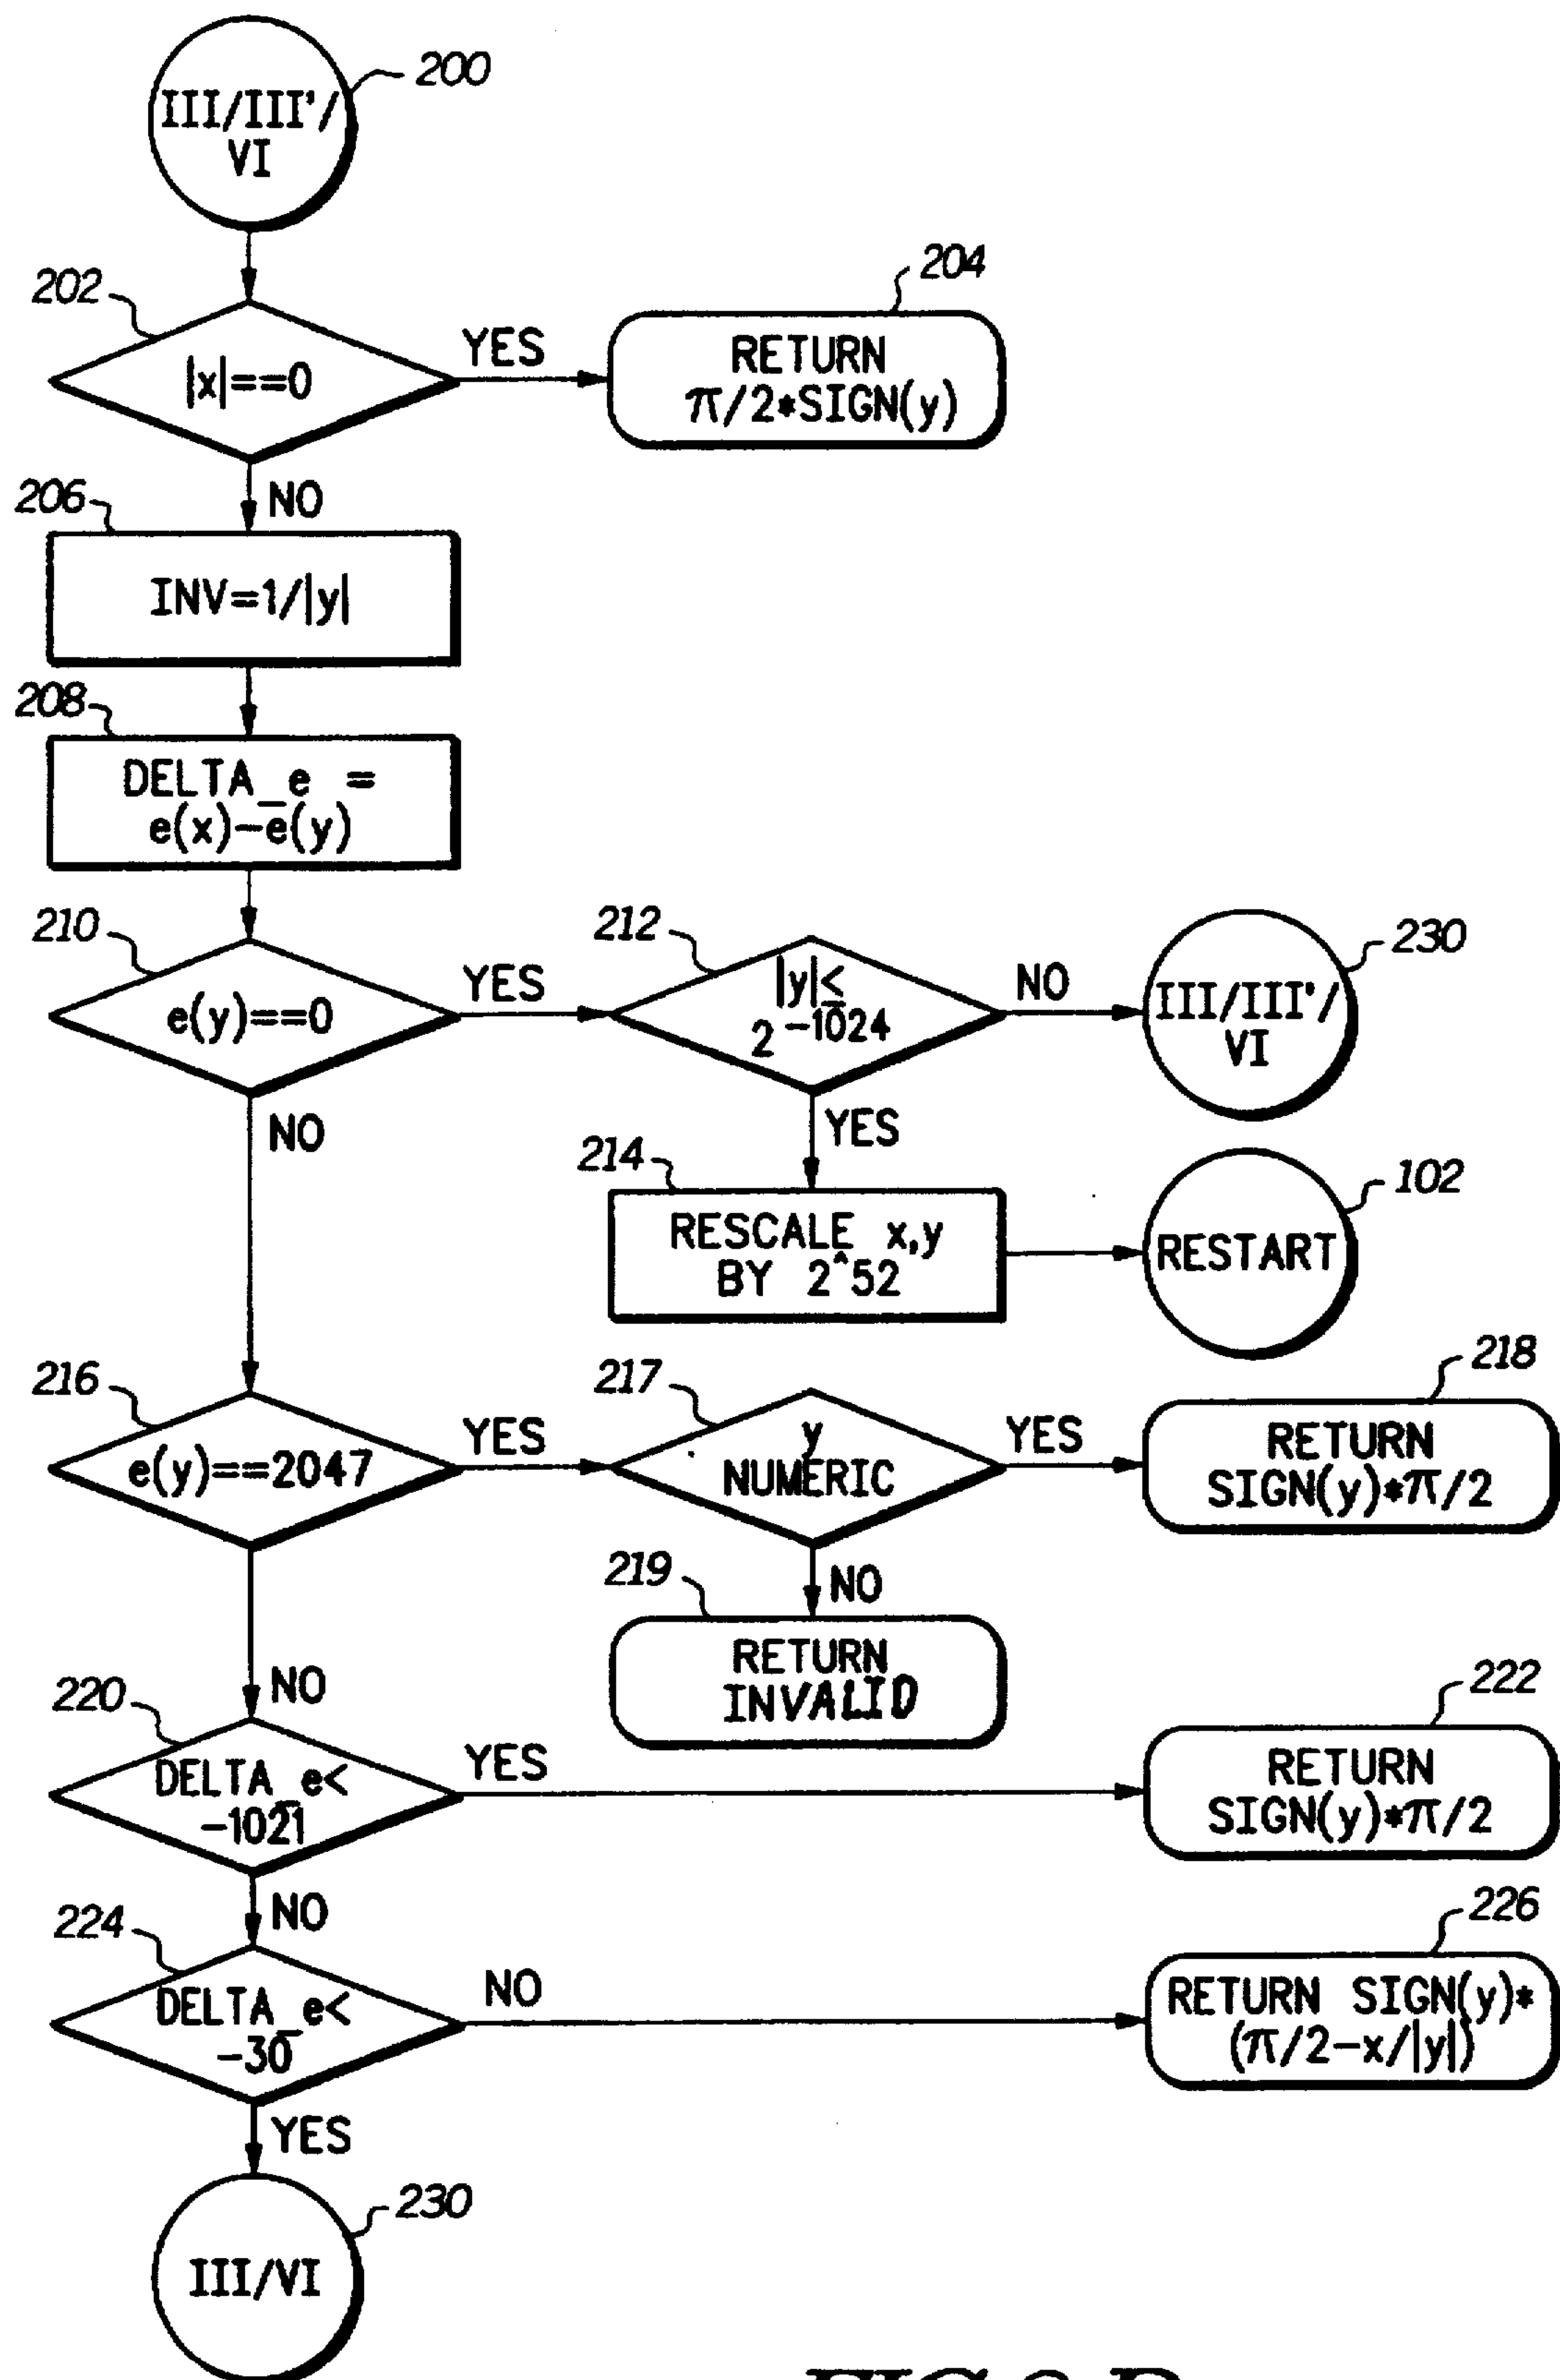 200
III/III'/
VI
202
|x|==0
YES
204
RETURN
π/2*SIGN(y)
NO
206
INV=1/|y|
208
DELTA_e =
e(x)-e(y)
210
e(y)==0
YES
212
|y|≤
2^-1024
NO
230
III/III'/
VI
NO
YES
214
RESCALE x,y
BY 2^52
102
RESTART
216
e(y)==2047
YES
217
y
NUMERIC
YES
218
RETURN
SIGN(y)*π/2
NO
219
RETURN
INVALID
NO
220
DELTA_e<
-1021
YES
222
RETURN
SIGN(y)*π/2
NO
224
DELTA_e<
-30
NO
226
RETURN SIGN(y)*
(π/2-x/|y|)
YES
230
III/VI